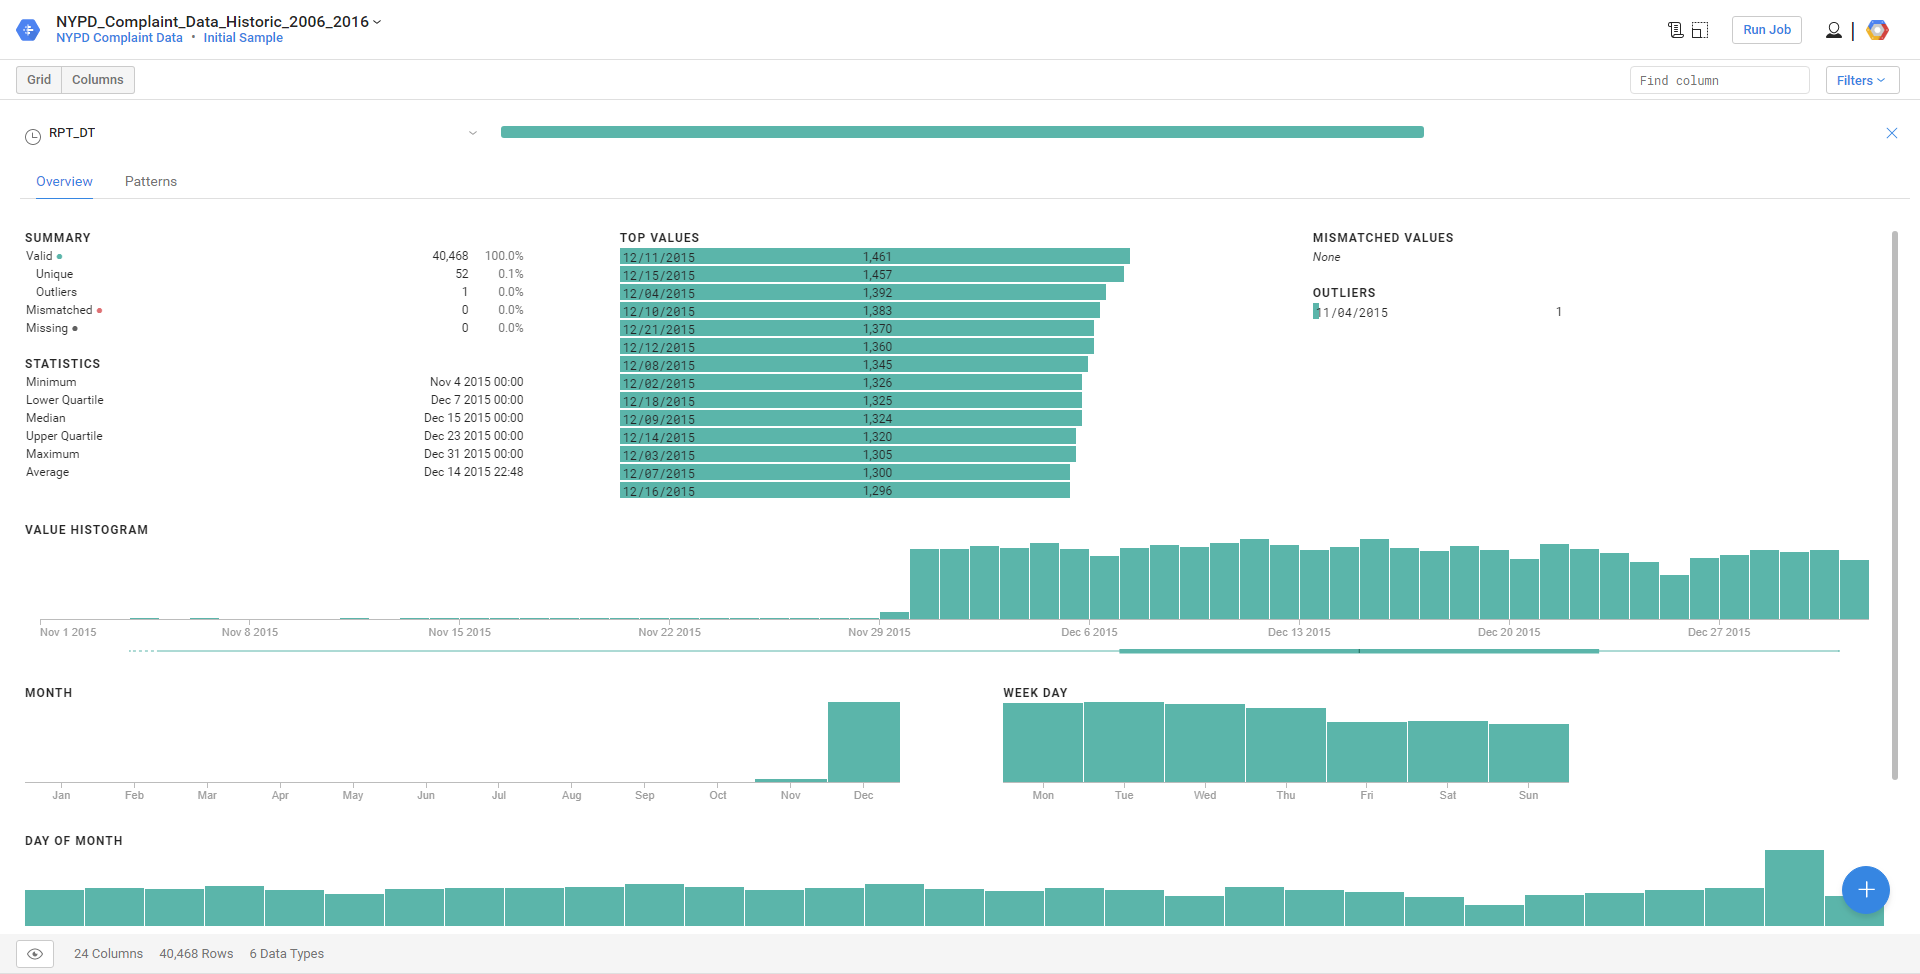 NYPD_Complaint_Data_Historic_2006_2016
NYPD Complaint Data • Initial Sample
Run Job
Grid Columns
Find column
Filters
RPT_DT
Overview Patterns
SUMMARY
Valid 40,468 100.0%
Unique 52 0.1%
Outliers 1 0.0%
Mismatched 0 0.0%
Missing 0 0.0%
STATISTICS
Minimum Nov 4 2015 00:00
Lower Quartile Dec 7 2015 00:00
Median Dec 15 2015 00:00
Upper Quartile Dec 23 2015 00:00
Maximum Dec 31 2015 00:00
Average Dec 14 2015 22:48
TOP VALUES
12/11/2015 1,461
12/15/2015 1,457
12/04/2015 1,392
12/10/2015 1,383
12/21/2015 1,370
12/12/2015 1,360
12/08/2015 1,345
12/02/2015 1,326
12/18/2015 1,325
12/09/2015 1,324
12/14/2015 1,320
12/03/2015 1,305
12/07/2015 1,300
12/16/2015 1,296
MISMATCHED VALUES
None
OUTLIERS
11/04/2015 1
VALUE HISTOGRAM
Nov 1 2015 Nov 8 2015 Nov 15 2015 Nov 22 2015 Nov 29 2015 Dec 6 2015 Dec 13 2015 Dec 20 2015 Dec 27 2015
MONTH
Jan Feb Mar Apr May Jun Jul Aug Sep Oct Nov Dec
WEEK DAY
Mon Tue Wed Thu Fri Sat Sun
DAY OF MONTH
24 Columns 40,468 Rows 6 Data Types